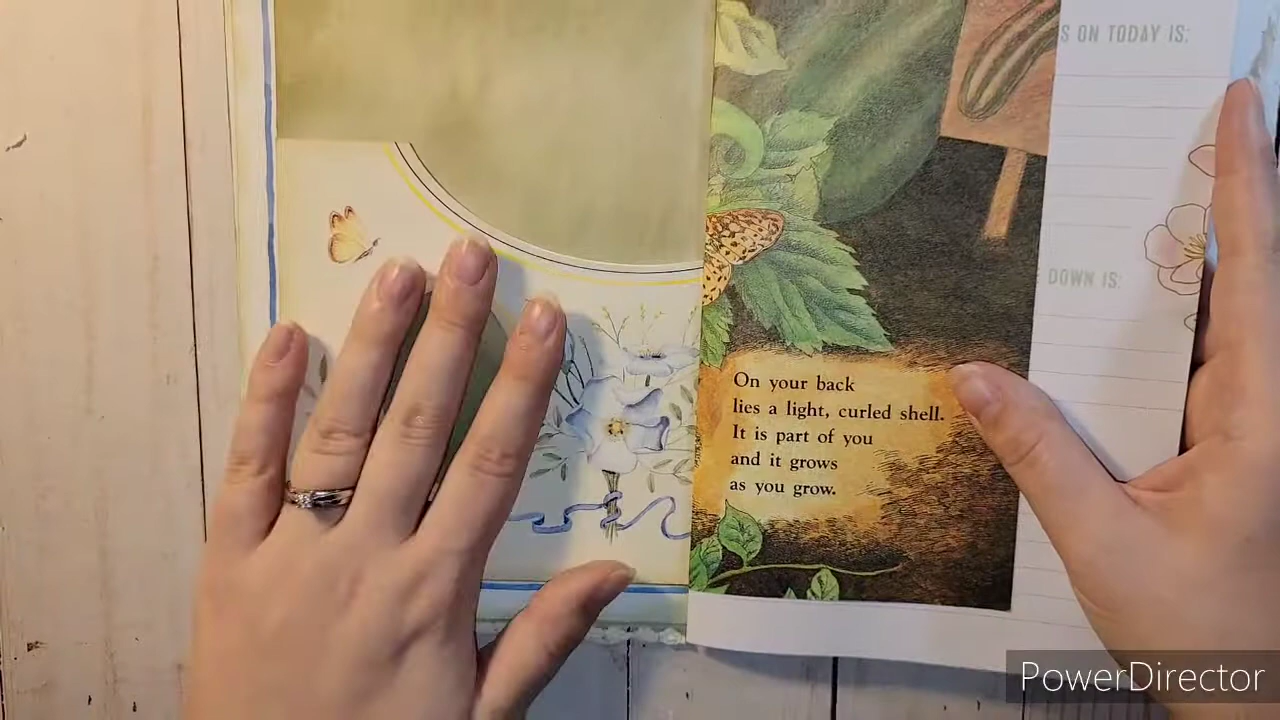 S ON TODAY IS:
DOWN IS:
On your back
lies a light, curled shell.
It is part of you
and it grows
as you grow.
PowerDirector